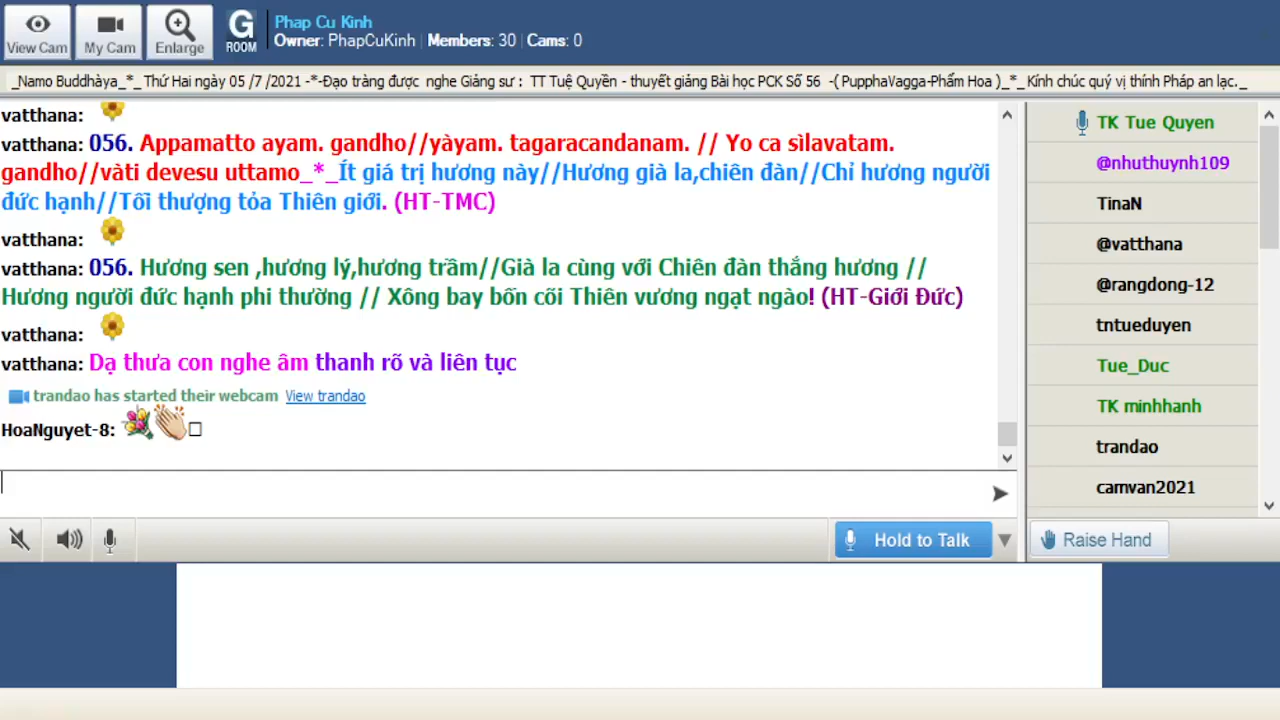 View Cam
My Cam
Enlarge
G
ROOM
Phap Cu Kinh
Owner: PhapCuKinh | Members: 30 | Cams: 0
_Namo Buddhàya_*_ Thứ Hai ngày 05 /7 /2021 -*-Đạo tràng được nghe Giảng sư : TT Tuệ Quyền - thuyết giảng Bài học PCK Số 56 -( PupphaVagga-Phẩm Hoa )_*_ Kính chúc quý vị thính Pháp an lạc._
vatthana:
vatthana: 056. Appamatto ayam. gandho//yàyam. tagaracandanam. // Yo ca sìlavatam.
gandho//vàti devesu uttamo_*_Ít giá trị hương này//Hương già la,chiên đàn//Chỉ hương người
đức hạnh//Tối thượng tỏa Thiên giới. (HT-TMC)
vatthana:
vatthana: 056. Hương sen ,hương lý,hương trầm//Già la cùng với Chiên đàn thắng hương //
Hương người đức hạnh phi thường // Xông bay bốn cõi Thiên vương ngạt ngào! (HT-Giới Đức)
vatthana:
vatthana: Dạ thưa con nghe âm thanh rõ và liên tục
trandao has started their webcam View trandao
HoaNguyet-8:
TK Tue Quyen
@nhuthuynh109
TinaN
@vatthana
@rangdong-12
tntueduyen
Tue_Duc
TK minhhanh
trandao
camvan2021
Hold to Talk
Raise Hand